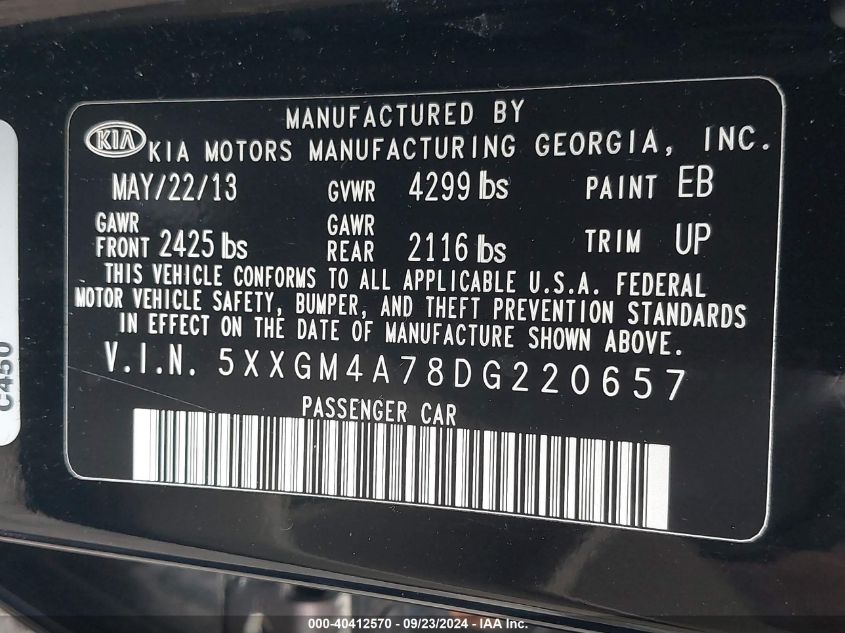 MANUFACTURED BY
KIA KIA MOTORS MANUFACTURING GEORGIA, INC.
MAY/22/13 GVWR 4299 lbs PAINT EB
GAWR FRONT 2425 lbs GAWR REAR 2116 lbs TRIM UP
THIS VEHICLE CONFORMS TO ALL APPLICABLE U.S.A. FEDERAL
MOTOR VEHICLE SAFETY, BUMPER, AND THEFT PREVENTION STANDARDS
IN EFFECT ON THE DATE OF MANUFACTURE SHOWN ABOVE.
V.I.N. 5XXGM4A78DG220657
PASSENGER CAR
C450
000-40412570 - 09/23/2024 - IAAI.com